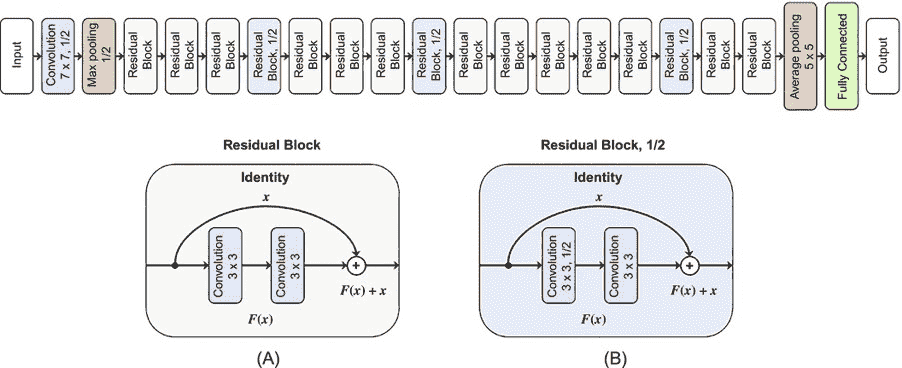 Input
Convolution
7 x 7, 1/2
Max pooling
1/2
Residual
Block
Residual
Block
Residual
Block
Residual
Block, 1/2
Residual
Block
Residual
Block
Residual
Block
Residual
Block, 1/2
Residual
Block
Residual
Block
Residual
Block
Residual
Block
Residual
Block
Residual
Block, 1/2
Residual
Block
Residual
Block
Average pooling
5 x 5
Fully Connected
Output
Residual Block
Identity
x
Convolution
3 x 3
Convolution
3 x 3
+
F(x) + x
F(x)
(A)
Residual Block, 1/2
Identity
x
Convolution
3 x 3, 1/2
Convolution
3 x 3
+
F(x) + x
F(x)
(B)